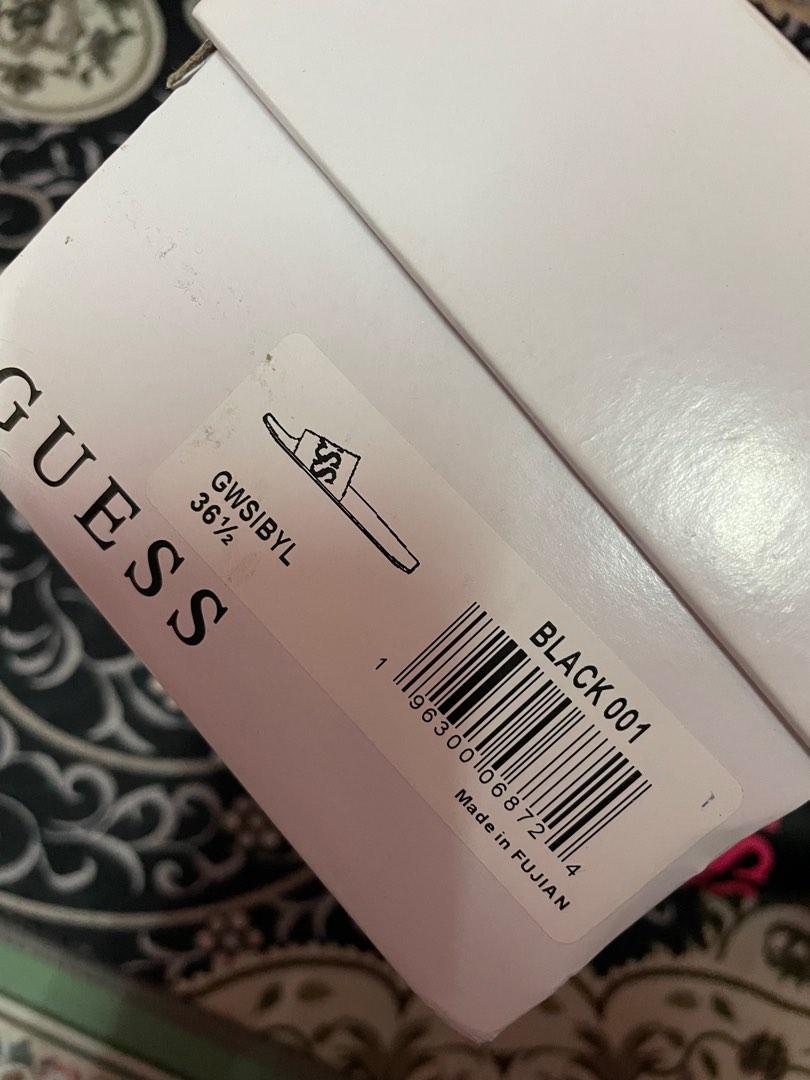 GUESS
GWSIBYL
36½
BLACK 001
1 96300 06872 4
Made in FUJIAN